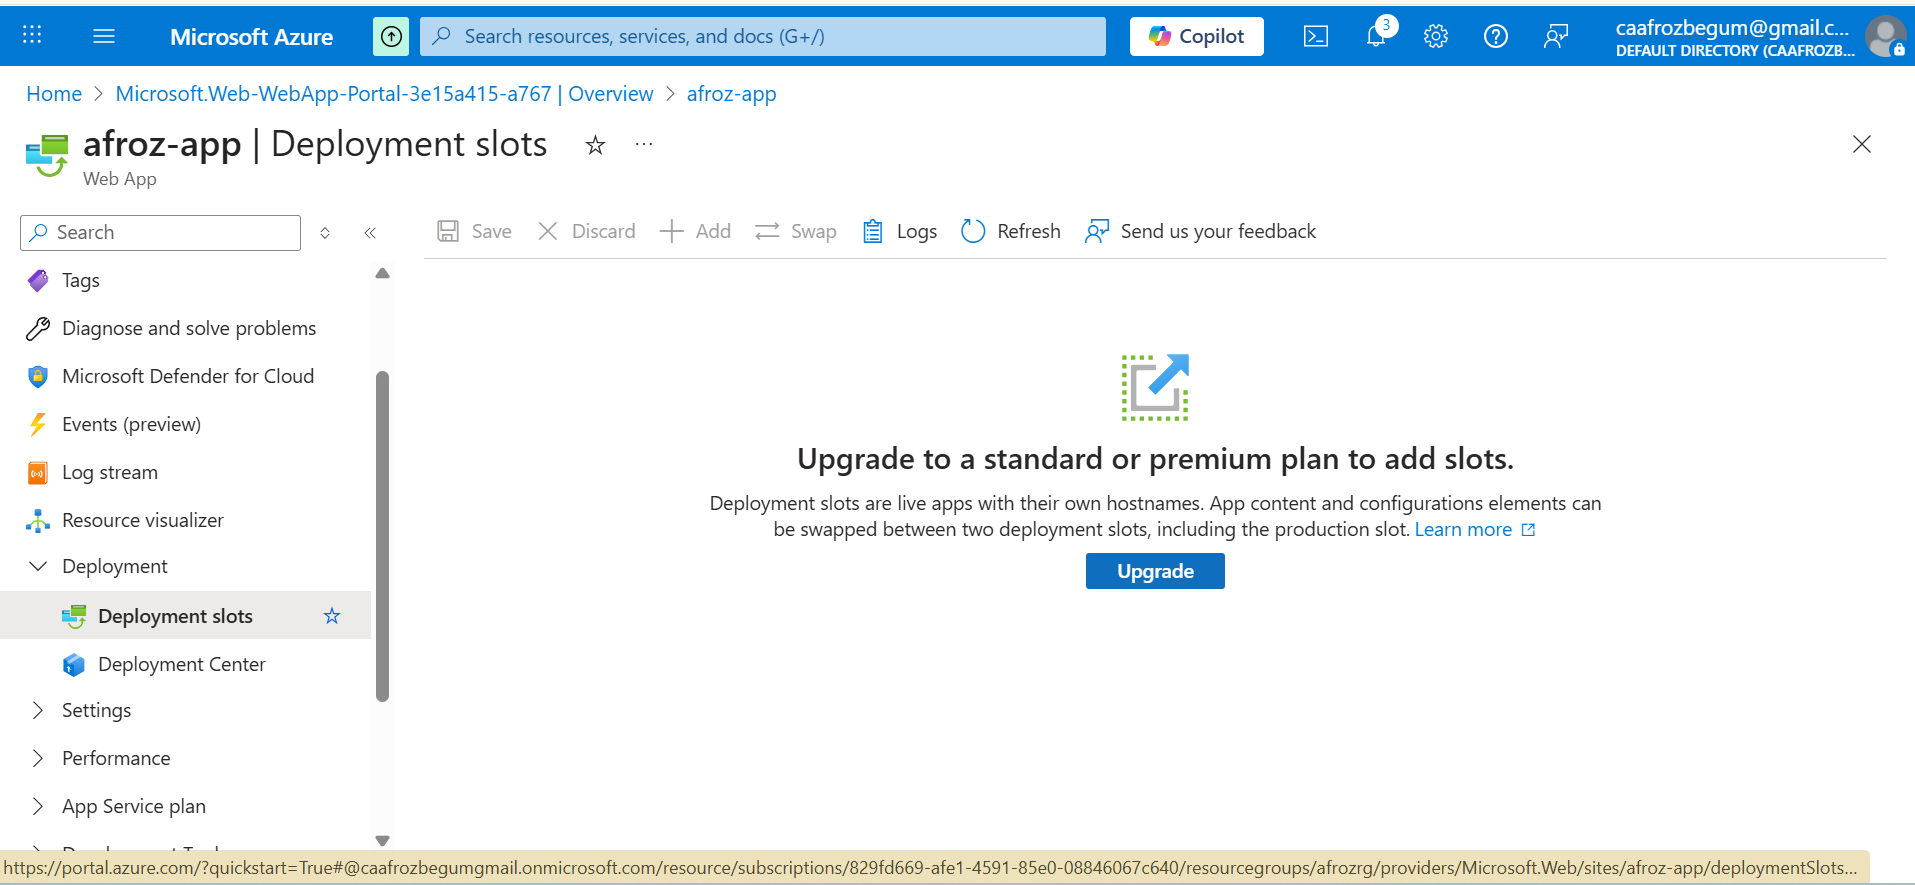 Microsoft Azure
Search resources, services, and docs (G+/)
Copilot
3
caafrozbegum@gmail.c...
DEFAULT DIRECTORY (CAAFROZB...
Home > Microsoft.Web-WebApp-Portal-3e15a415-a767 | Overview > afroz-app
afroz-app | Deployment slots
Web App
Search
Save
Discard
Add
Swap
Logs
Refresh
Send us your feedback
Tags
Diagnose and solve problems
Microsoft Defender for Cloud
Events (preview)
Log stream
Resource visualizer
Deployment
Deployment slots
Deployment Center
Settings
Performance
App Service plan
Upgrade to a standard or premium plan to add slots.
Deployment slots are live apps with their own hostnames. App content and configurations elements can
be swapped between two deployment slots, including the production slot. Learn more
Upgrade
https://portal.azure.com/?quickstart=True#@caafrozbegumgmail.onmicrosoft.com/resource/subscriptions/829fd669-afe1-4591-85e0-08846067c640/resourcegroups/afrozrg/providers/Microsoft.Web/sites/afroz-app/deploymentSlots...